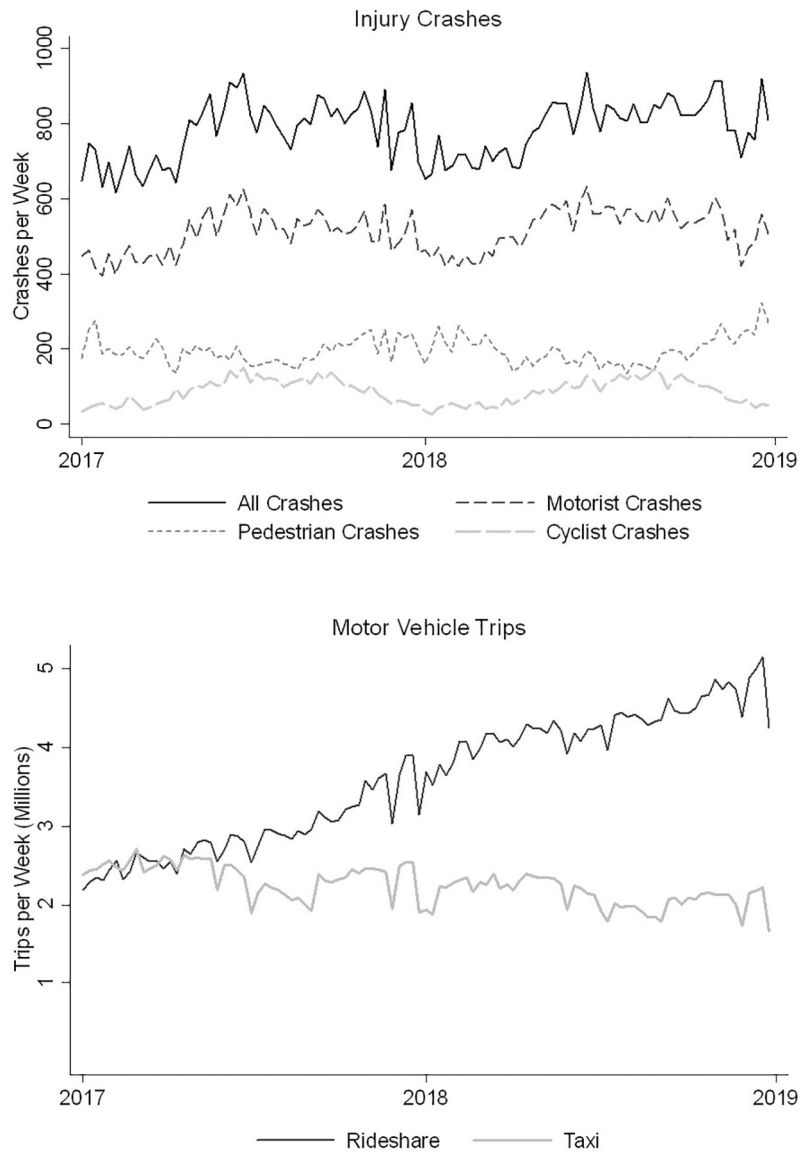 Injury Crashes
Crashes per Week
1000
800
600
400
200
0
2017 2018 2019
All Crashes Motorist Crashes
Pedestrian Crashes Cyclist Crashes
Motor Vehicle Trips
Trips per Week (Millions)
5
4
3
2
1
2017 2018 2019
Rideshare Taxi